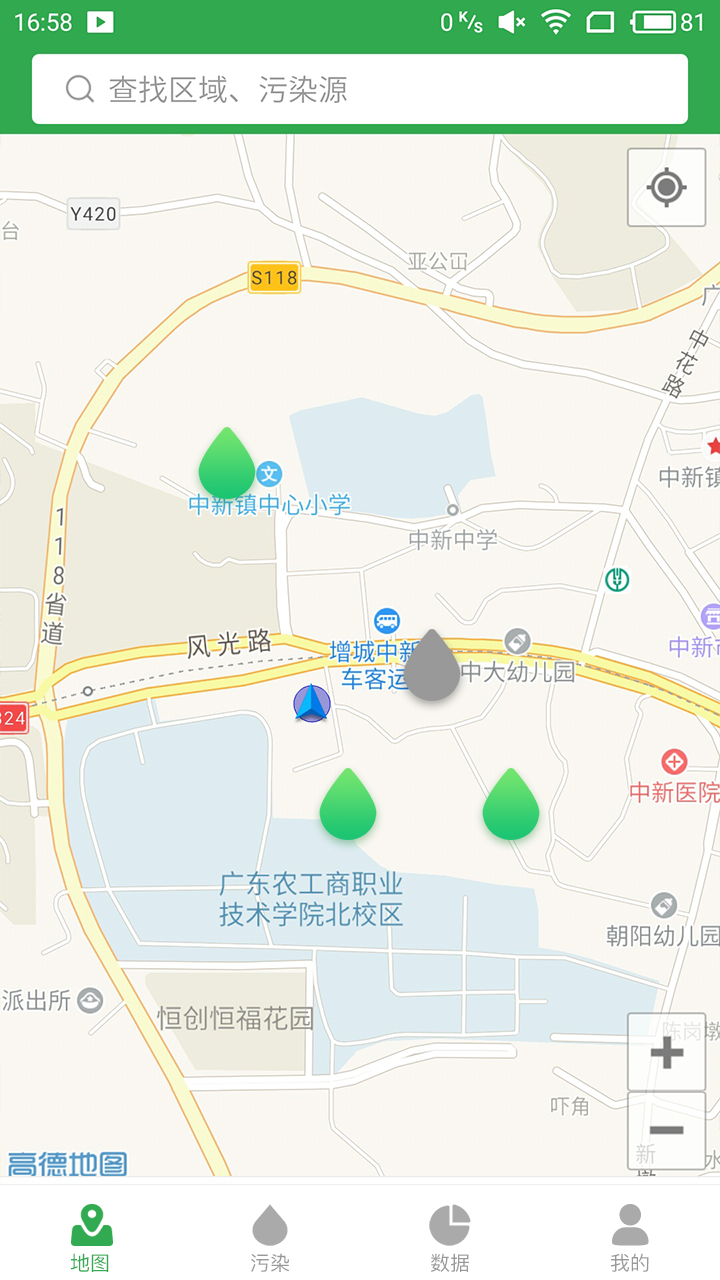 16:58
0 K/s
81
查找区域、污染源
Y420
台
亚公冚
S118
广
中花路
中新镇
中新镇中心小学
中新中学
118省道
风光路
增城中新
车客运
中大幼儿园
中新市
324
中新医院
广东农工商职业
技术学院北校区
朝阳幼儿园
派出所
恒创恒福花园
陈岗墩
吓角
新
水
高德地图
地图
污染
数据
我的